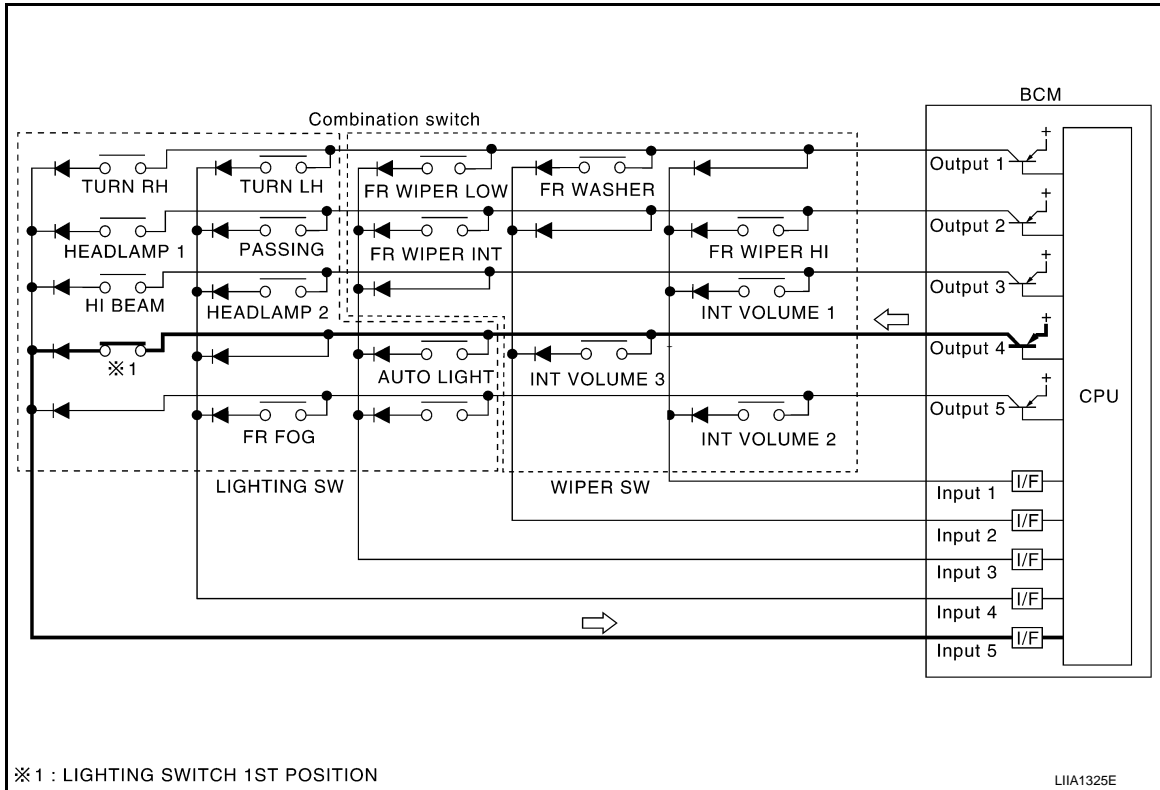 BCM
Combination switch
TURN RH
TURN LH
FR WIPER LOW
FR WASHER
Output 1
+
HEADLAMP 1
PASSING
FR WIPER INT
FR WIPER HI
Output 2
+
HI BEAM
HEADLAMP 2
INT VOLUME 1
Output 3
+
※1
AUTO LIGHT
INT VOLUME 3
Output 4
+
CPU
FR FOG
INT VOLUME 2
Output 5
+
LIGHTING SW
WIPER SW
Input 1
I/F
Input 2
I/F
Input 3
I/F
Input 4
I/F
Input 5
I/F
※1 : LIGHTING SWITCH 1ST POSITION
LIIA1325E